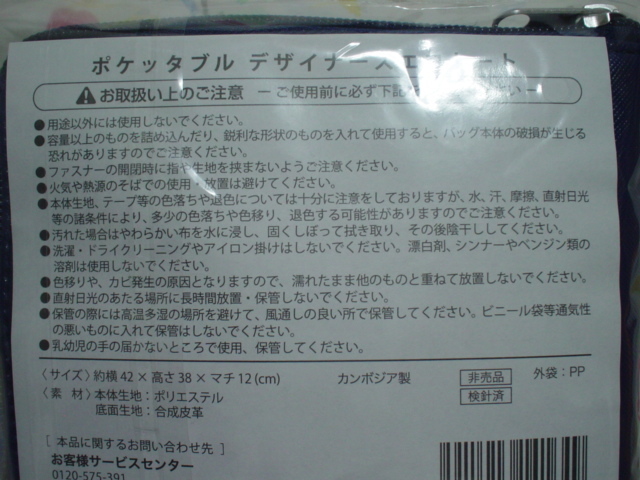 ポケッタブル デザイナーズエコトート
お取扱い上のご注意 ― ご使用前に必ず下記
●用途以外には使用しないでください。
●容量以上のものを詰め込んだり、鋭利な形状のものを入れて使用すると、バッグ本体の破損が生じる
恐れがありますのでご注意ください。
●ファスナーの開閉時に指や生地を挟まないようご注意ください。
●火気や熱源のそばでの使用・放置は避けてください。
●本体生地、テープ等の色落ちや退色については十分に注意をしておりますが、水、汗、摩擦、直射日光
等の諸条件により、多少の色落ちや色移り、退色する可能性がありますのでご注意ください。
●汚れた場合はやわらかい布を水に浸し、固くしぼって拭き取り、その後陰干ししてください。
●洗濯・ドライクリーニングやアイロン掛けはしないでください。漂白剤、シンナーやベンジン類の
溶剤は使用しないでください。
●色移りや、カビ発生の原因となりますので、濡れたまま他のものと重ねて放置しないでください。
●直射日光のあたる場所に長時間放置・保管しないでください。
●保管の際には高温多湿の場所を避けて、風通しの良い所で保管してください。ビニール袋等通気性
の悪いものに入れて保管はしないでください。
●乳幼児の手の届かないところで使用、保管してください。
〈サイズ〉約横42×高さ38×マチ12(cm) カンボジア製 非売品 外袋：PP
〈素 材〉本体生地：ポリエステル 検針済
底面生地：合成皮革
[ 本品に関するお問い合わせ先 ]
お客様サービスセンター
0120-575-391